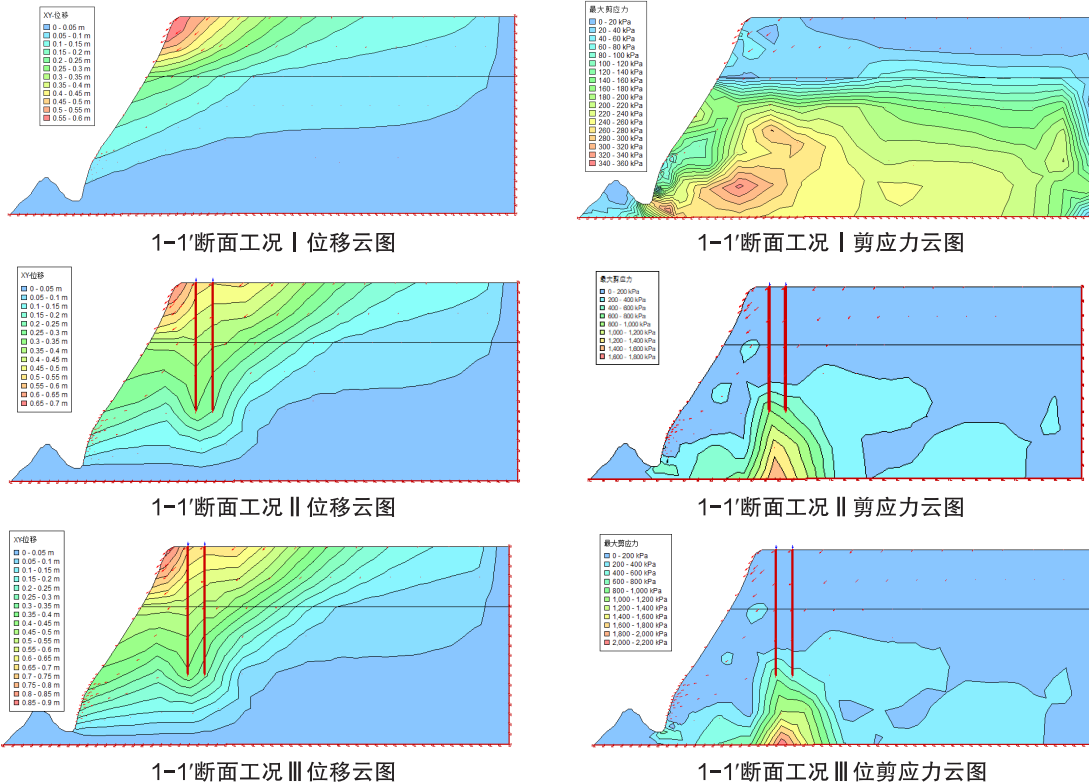 XY-位移
0 - 0.05 m
0.05 - 0.1 m
0.1 - 0.15 m
0.15 - 0.2 m
0.2 - 0.25 m
0.25 - 0.3 m
0.3 - 0.35 m
0.35 - 0.4 m
0.4 - 0.45 m
0.45 - 0.5 m
0.5 - 0.55 m
0.55 - 0.6 m
1-1′断面工况Ⅰ位移云图
最大剪应力
0 - 20 kPa
20 - 40 kPa
40 - 60 kPa
60 - 80 kPa
80 - 100 kPa
100 - 120 kPa
120 - 140 kPa
140 - 160 kPa
160 - 180 kPa
180 - 200 kPa
200 - 220 kPa
220 - 240 kPa
240 - 260 kPa
260 - 280 kPa
280 - 300 kPa
300 - 320 kPa
320 - 340 kPa
340 - 360 kPa
1-1′断面工况Ⅰ剪应力云图
XY-位移
0 - 0.05 m
0.05 - 0.1 m
0.1 - 0.15 m
0.15 - 0.2 m
0.2 - 0.25 m
0.25 - 0.3 m
0.3 - 0.35 m
0.35 - 0.4 m
0.4 - 0.45 m
0.45 - 0.5 m
0.5 - 0.55 m
0.55 - 0.6 m
0.6 - 0.65 m
0.65 - 0.7 m
1-1′断面工况Ⅱ位移云图
最大剪应力
0 - 200 kPa
200 - 400 kPa
400 - 600 kPa
600 - 800 kPa
800 - 1,000 kPa
1,000 - 1,200 kPa
1,200 - 1,400 kPa
1,400 - 1,600 kPa
1,600 - 1,800 kPa
1-1′断面工况Ⅱ剪应力云图
XY-位移
0 - 0.05 m
0.05 - 0.1 m
0.1 - 0.15 m
0.15 - 0.2 m
0.2 - 0.25 m
0.25 - 0.3 m
0.3 - 0.35 m
0.35 - 0.4 m
0.4 - 0.45 m
0.45 - 0.5 m
0.5 - 0.55 m
0.55 - 0.6 m
0.6 - 0.65 m
0.65 - 0.7 m
0.7 - 0.75 m
0.75 - 0.8 m
0.8 - 0.85 m
0.85 - 0.9 m
1-1′断面工况Ⅲ位移云图
最大剪应力
0 - 200 kPa
200 - 400 kPa
400 - 600 kPa
600 - 800 kPa
800 - 1,000 kPa
1,000 - 1,200 kPa
1,200 - 1,400 kPa
1,400 - 1,600 kPa
1,600 - 1,800 kPa
1,800 - 2,000 kPa
2,000 - 2,200 kPa
1-1′断面工况Ⅲ位剪应力云图